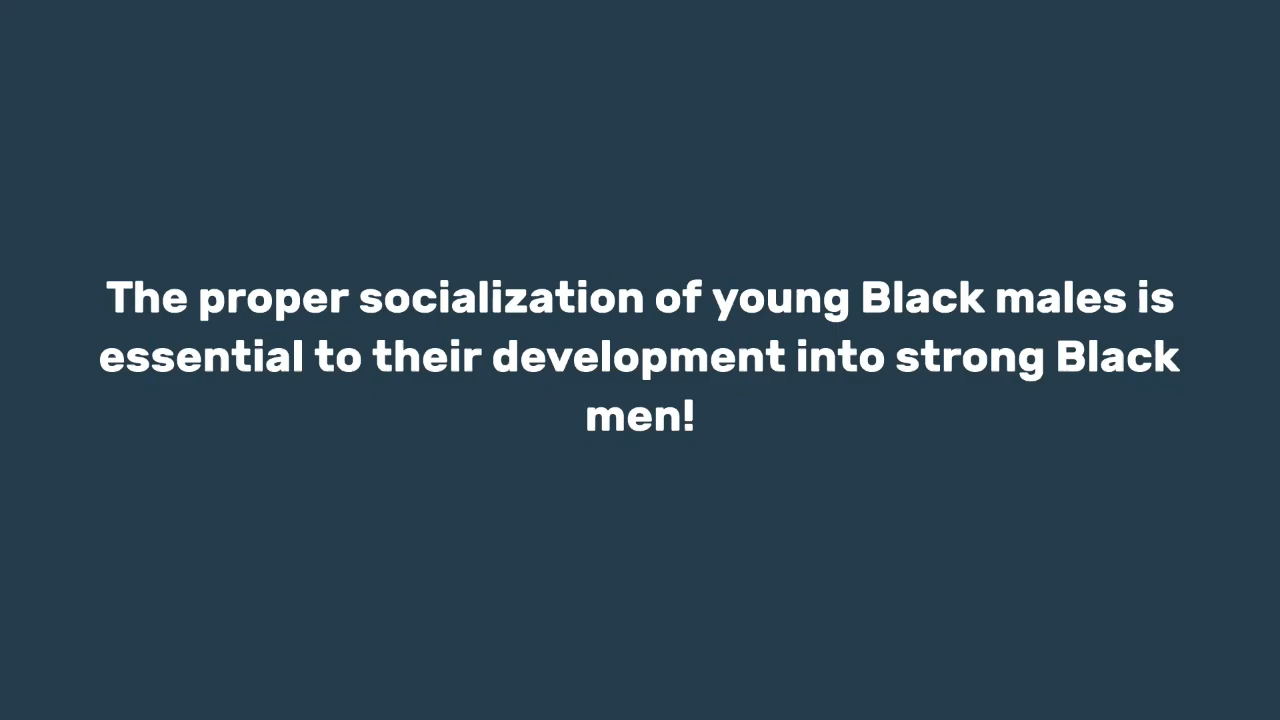 The proper socialization of young Black males is
essential to their development into strong Black
men!